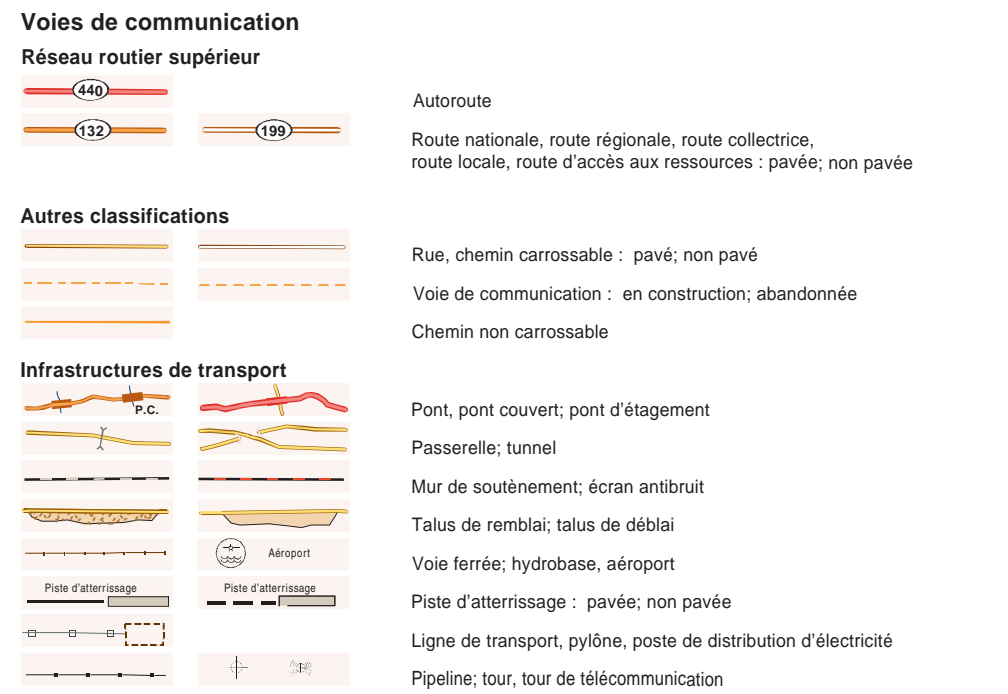 Voies de communication
Réseau routier supérieur
440
Autoroute
132 199
Route nationale, route régionale, route collectrice,
route locale, route d'accès aux ressources : pavée; non pavée
Autres classifications
Rue, chemin carrossable : pavé; non pavé
Voie de communication : en construction; abandonnée
Chemin non carrossable
Infrastructures de transport
P.C.
Pont, pont couvert; pont d'étagement
Passerelle; tunnel
Mur de soutènement; écran antibruit
Talus de remblai; talus de déblai
Aéroport
Voie ferrée; hydrobase, aéroport
Piste d'atterrissage Piste d'atterrissage
Piste d'atterrissage : pavée; non pavée
Ligne de transport, pylône, poste de distribution d'électricité
Pipeline; tour, tour de télécommunication